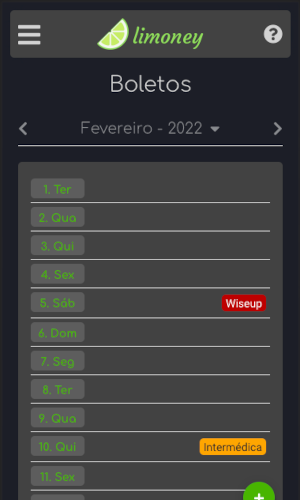 limoney
?
Boletos
Fevereiro - 2022
1. Ter
2. Qua
3. Qui
4. Sex
5. Sáb Wiseup
6. Dom
7. Seg
8. Ter
9. Qua
10. Qui Intermédica
11. Sex
+